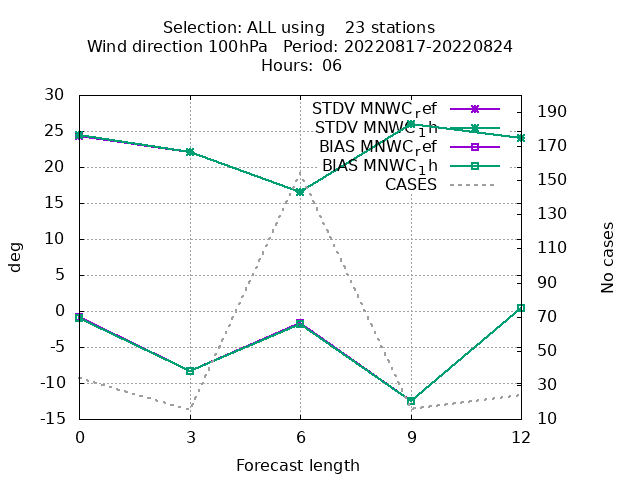 Selection: ALL using 23 stations
Wind direction 100hPa Period: 20220817-20220824
Hours: 06
30
25
20
15
10
5
0
-5
-10
-15
deg
STDV MNWC_ref
STDV MNWC_1h
BIAS MNWC_ref
BIAS MNWC_1h
CASES
190
170
150
130
110
90
70
50
30
10
No cases
0 3 6 9 12
Forecast length